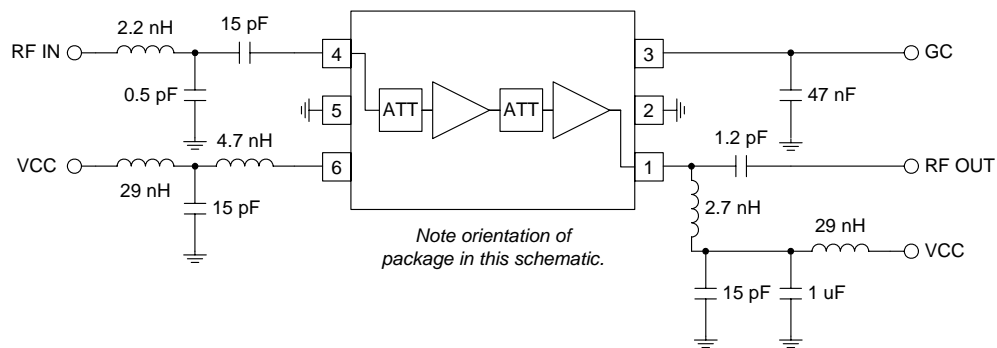 2.2 nH
15 pF
RF IN
4
3
GC
0.5 pF
ATT
ATT
47 nF
5
2
4.7 nH
1.2 pF
VCC
6
1
RF OUT
29 nH
15 pF
2.7 nH
29 nH
Note orientation of
package in this schematic.
VCC
15 pF
1 uF